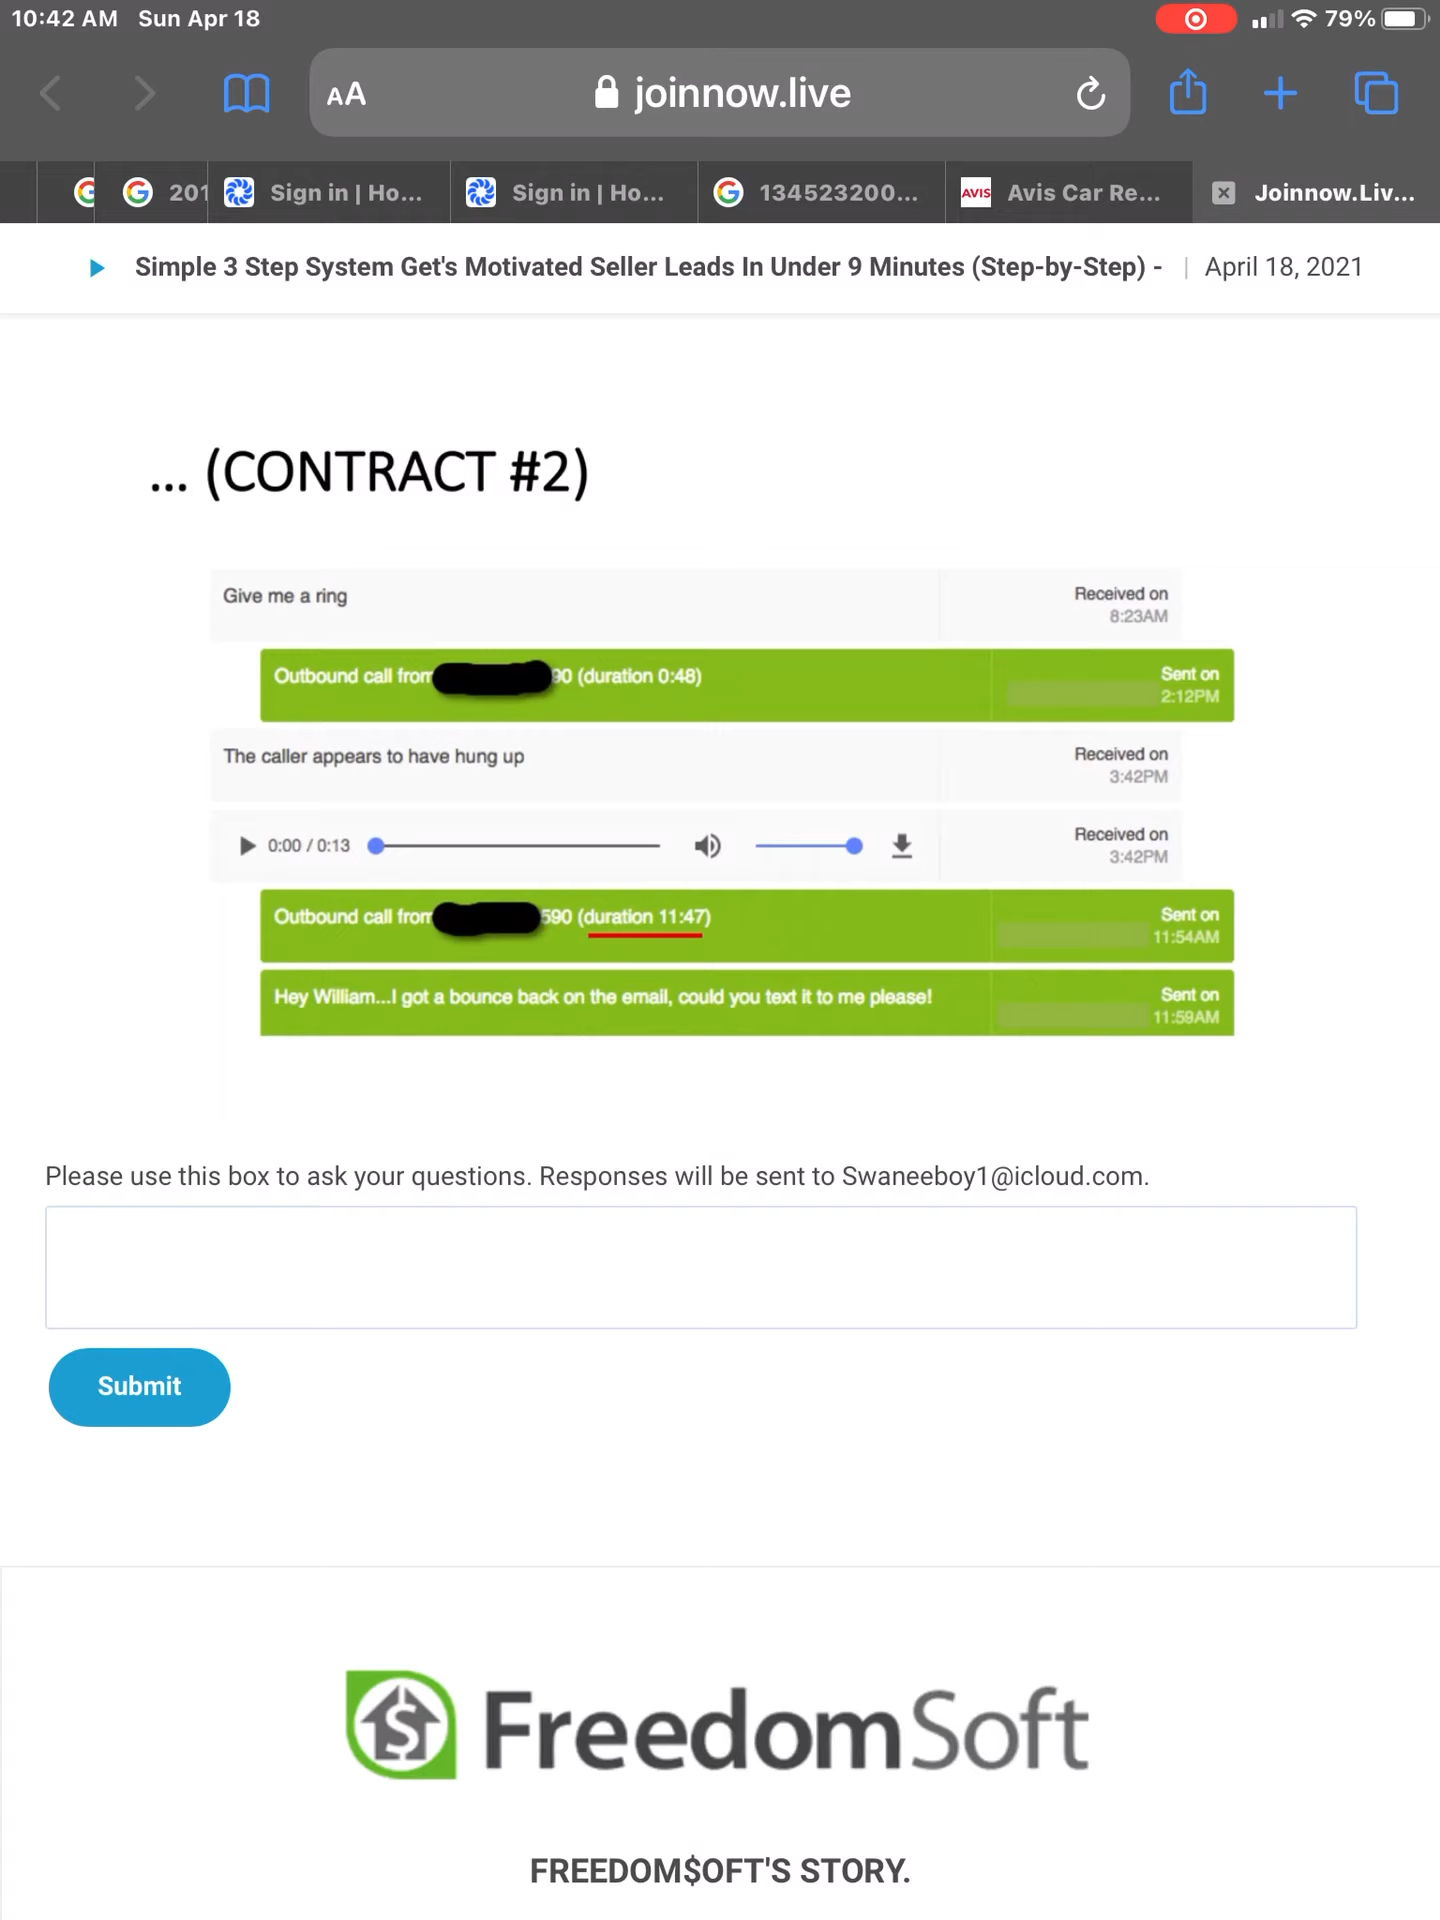 10:42 AM Sun Apr 18 79%
AA joinnow.live
201 Sign in | Ho... Sign in | Ho... 134523200... AVIS Avis Car Re... Joinnow.Liv...
Simple 3 Step System Get's Motivated Seller Leads In Under 9 Minutes (Step-by-Step) - | April 18, 2021
... (CONTRACT #2)
Give me a ring Received on
8:23AM
Outbound call from 90 (duration 0:48) Sent on
2:12PM
The caller appears to have hung up Received on
3:42PM
0:00 / 0:13 Received on
3:42PM
Outbound call from 590 (duration 11:47) Sent on
11:54AM
Hey William...I got a bounce back on the email, could you text it to me please! Sent on
11:59AM
Please use this box to ask your questions. Responses will be sent to Swaneeboy1@icloud.com.
Submit
FreedomSoft
FREEDOM$OFT'S STORY.